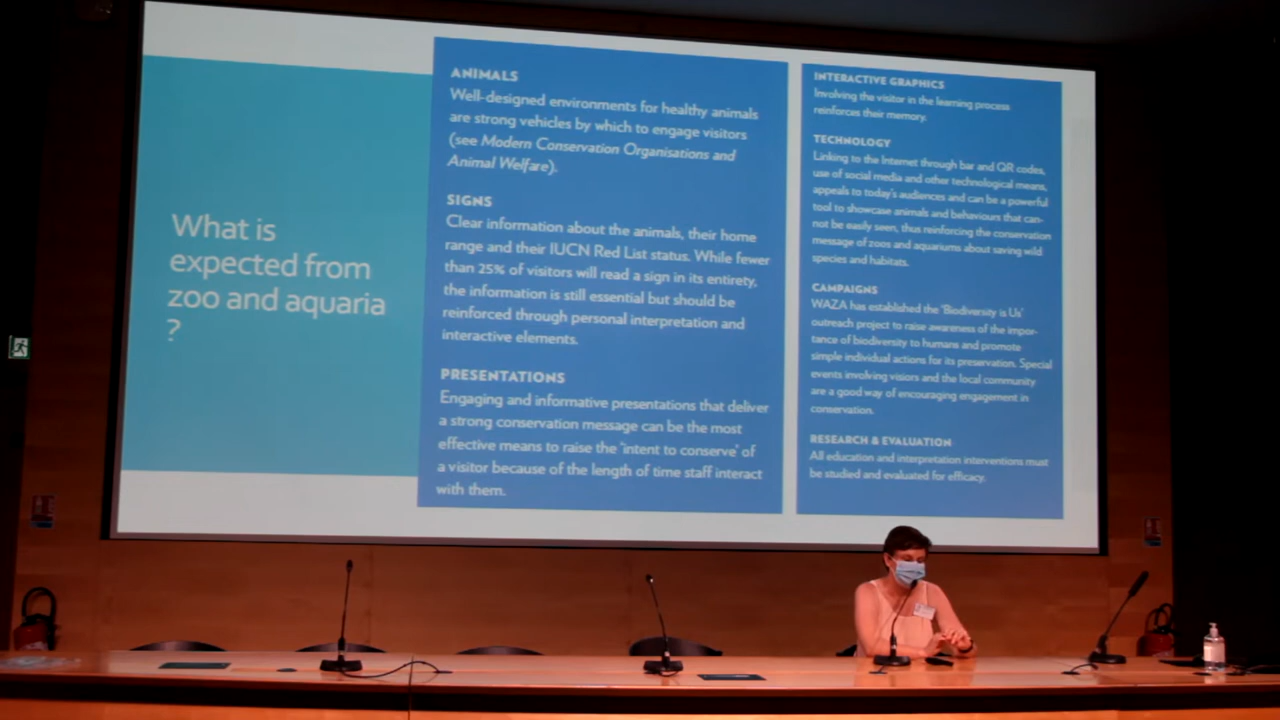 What is
expected from
zoo and aquaria
?
ANIMALS
Well-designed environments for healthy animals
are strong vehicles by which to engage visitors
(see Modern Conservation Organisations and
Animal Welfare).
SIGNS
Clear information about the animals, their home
range and their IUCN Red List status. While fewer
than 25% of visitors will read a sign in its entirety,
the information is still essential but should be
reinforced through personal interpretation and
interactive elements.
PRESENTATIONS
Engaging and informative presentations that deliver
a strong conservation message can be the most
effective means to raise the 'intent to conserve' of
a visitor because of the length of time staff interact
with them.
INTERACTIVE GRAPHICS
Involving the visitor in the learning process
reinforces their memory.
TECHNOLOGY
Linking to the Internet through bar and QR codes,
use of social media and other technological means,
appeals to today's audiences and can be a powerful
tool to showcase animals and behaviours that can-
not be easily seen, thus reinforcing the conservation
message of zoos and aquariums about saving wild
species and habitats.
CAMPAIGNS
WAZA has established the 'Biodiversity is Us'
outreach project to raise awareness of the impor-
tance of biodiversity to humans and promote
simple individual actions for its preservation. Special
events involving visiors and the local community
are a good way of encouraging engagement in
conservation.
RESEARCH & EVALUATION
All education and interpretation interventions must
be studied and evaluated for efficacy.